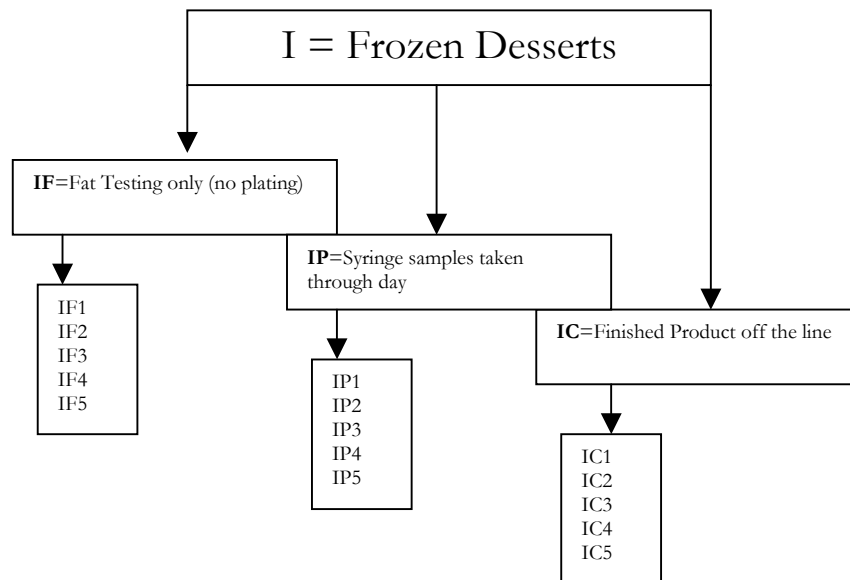 I = Frozen Desserts
IF=Fat Testing only (no plating)
IP=Syringe samples taken
through day
IC=Finished Product off the line
IF1
IF2
IF3
IF4
IF5
IP1
IP2
IP3
IP4
IP5
IC1
IC2
IC3
IC4
IC5